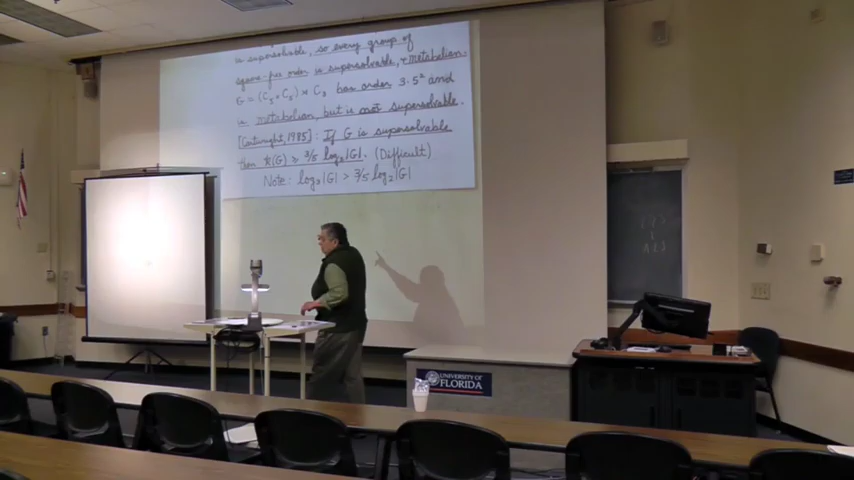 is supersolvable, so every group of
square-free order is supersolvable, & metabelian.
G = (C₅ × C₅) ⋊ C₃ has order 3·5² and
is metabelian, but is not supersolvable.
[Cartwright, 1985]: If G is supersolvable
then k(G) ≥ 3/5 log₂|G|. (Difficult)
Note: log₃|G| > 3/5 log₂|G|
UNIVERSITY of
FLORIDA